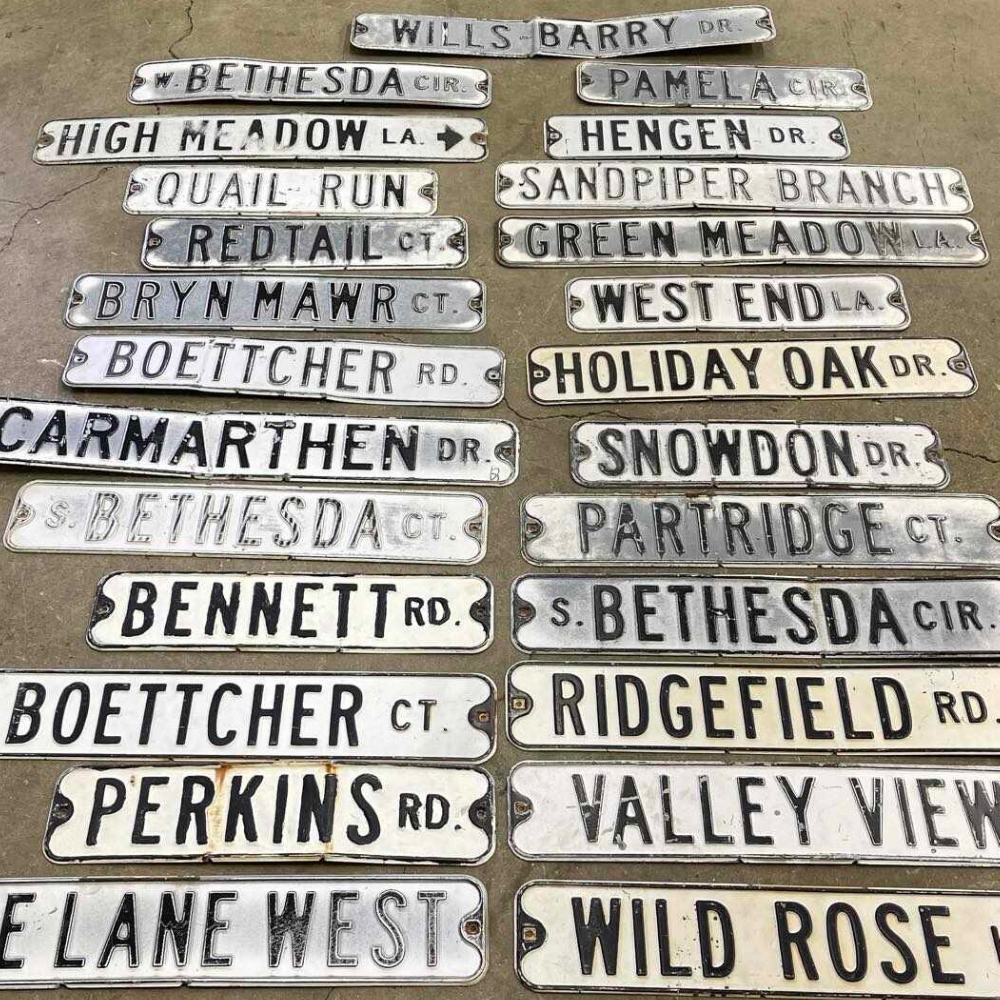 WILLS BARRY DR.
W. BETHESDA CIR.
PAMELA CIR.
HIGH MEADOW LA. →
HENGEN DR.
QUAIL RUN
SANDPIPER BRANCH
REDTAIL CT.
GREEN MEADOW LA.
BRYN MAWR CT.
WEST END LA.
BOETTCHER RD.
HOLIDAY OAK DR.
CARMARTHEN DR.
SNOWDON DR.
S. BETHESDA CT.
PARTRIDGE CT.
BENNETT RD.
S. BETHESDA CIR.
BOETTCHER CT.
RIDGEFIELD RD.
PERKINS RD.
VALLEY VIEW
E LANE WEST
WILD ROSE